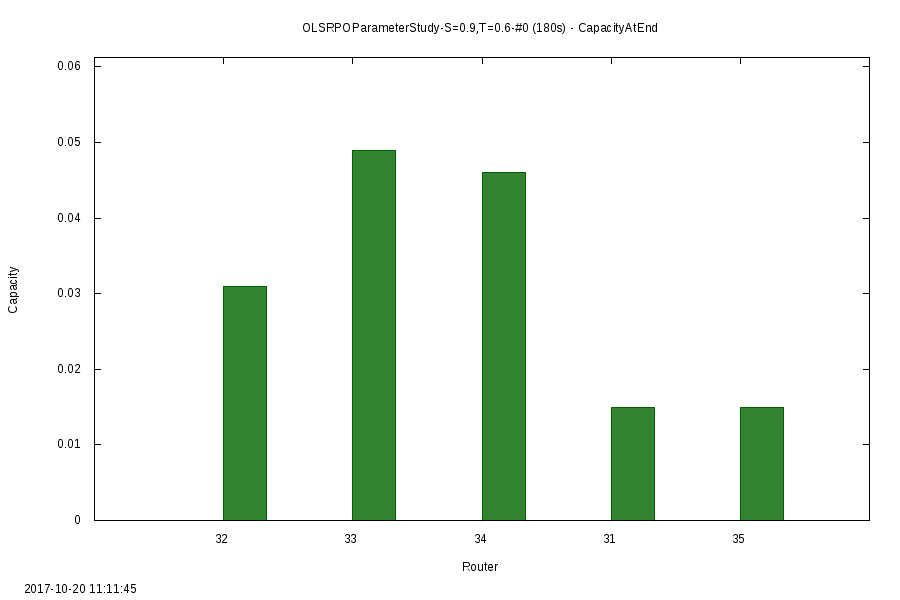 OLSRPOParameterStudy-S=0.9,T=0.6-#0 (180s) - CapacityAtEnd
0.06
0.05
0.04
0.03
0.02
0.01
0
Capacity
32 33 34 31 35
Router
2017-10-20 11:11:45